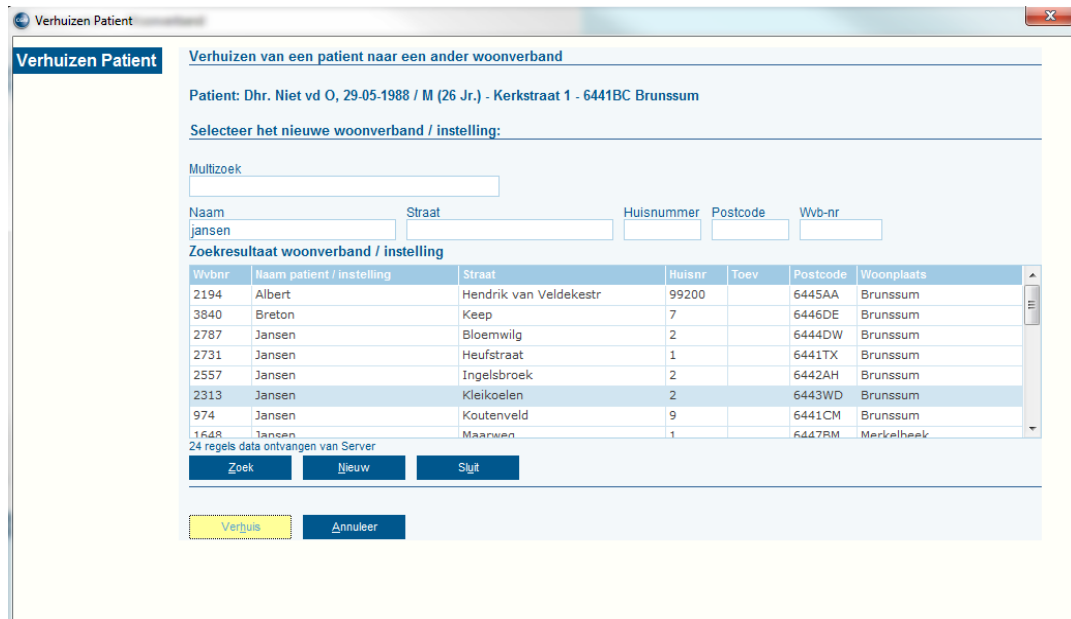 Verhuizen Patient
X
Verhuizen Patient
Verhuizen van een patient naar een ander woonverband
Patient: Dhr. Niet vd O, 29-05-1988 / M (26 Jr.) - Kerkstraat 1 - 6441BC Brunssum
Selecteer het nieuwe woonverband / instelling:
Multizoek
Naam Straat Huisnummer Postcode Wvb-nr
jansen
Zoekresultaat woonverband / instelling
Wvbnr Naam patient / instelling Straat Huisnr Toev Postcode Woonplaats
2194 Albert Hendrik van Veldekestr 99200 6445AA Brunssum
3840 Breton Keep 7 6446DE Brunssum
2787 Jansen Bloemwilg 2 6444DW Brunssum
2731 Jansen Heufstraat 1 6441TX Brunssum
2557 Jansen Ingelsbroek 2 6442AH Brunssum
2313 Jansen Kleikoelen 2 6443WD Brunssum
974 Jansen Koutenveld 9 6441CM Brunssum
1648 Jansen Maarweg 1 6447BM Merkelbeek
24 regels data ontvangen van Server
Zoek Nieuw Sluit
Verhuis Annuleer